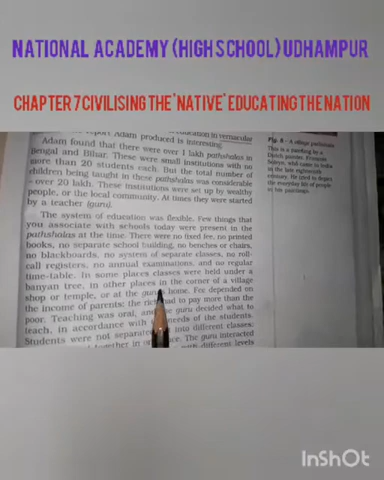 NATIONAL ACADEMY (HIGH SCHOOL) UDHAMPUR
CHAPTER 7 CIVILISING THE 'NATIVE' EDUCATING THE NATION
report Adam produced is interesting.
education in vernacular
Adam found that there were over 1 lakh pathshalas in
Bengal and Bihar. These were small institutions with no
more than 20 students each. But the total number of
children being taught in these pathshalas was considerable
– over 20 lakh. These institutions were set up by wealthy
people, or the local community. At times they were started
by a teacher (guru).
The system of education was flexible. Few things that
you associate with schools today were present in the
pathshalas at the time. There were no fixed fee, no printed
books, no separate school building, no benches or chairs,
no blackboards, no system of separate classes, no roll-
call registers, no annual examinations, and no regular
time-table. In some places classes were held under a
banyan tree, in other places in the corner of a village
shop or temple, or at the guru's home. Fee depended on
the income of parents: the rich had to pay more than the
poor. Teaching was oral, and the guru decided what to
teach, in accordance with needs of the students.
Students were not separated into different classes:
together in one The guru interacted
with different levels
Fig. 8 – A village pathshala
This is a painting by a
Dutch painter, Francois
Solvyn, who came to India
in the late eighteenth
century. He tried to depict
the everyday life of people
in his paintings.
InShOt